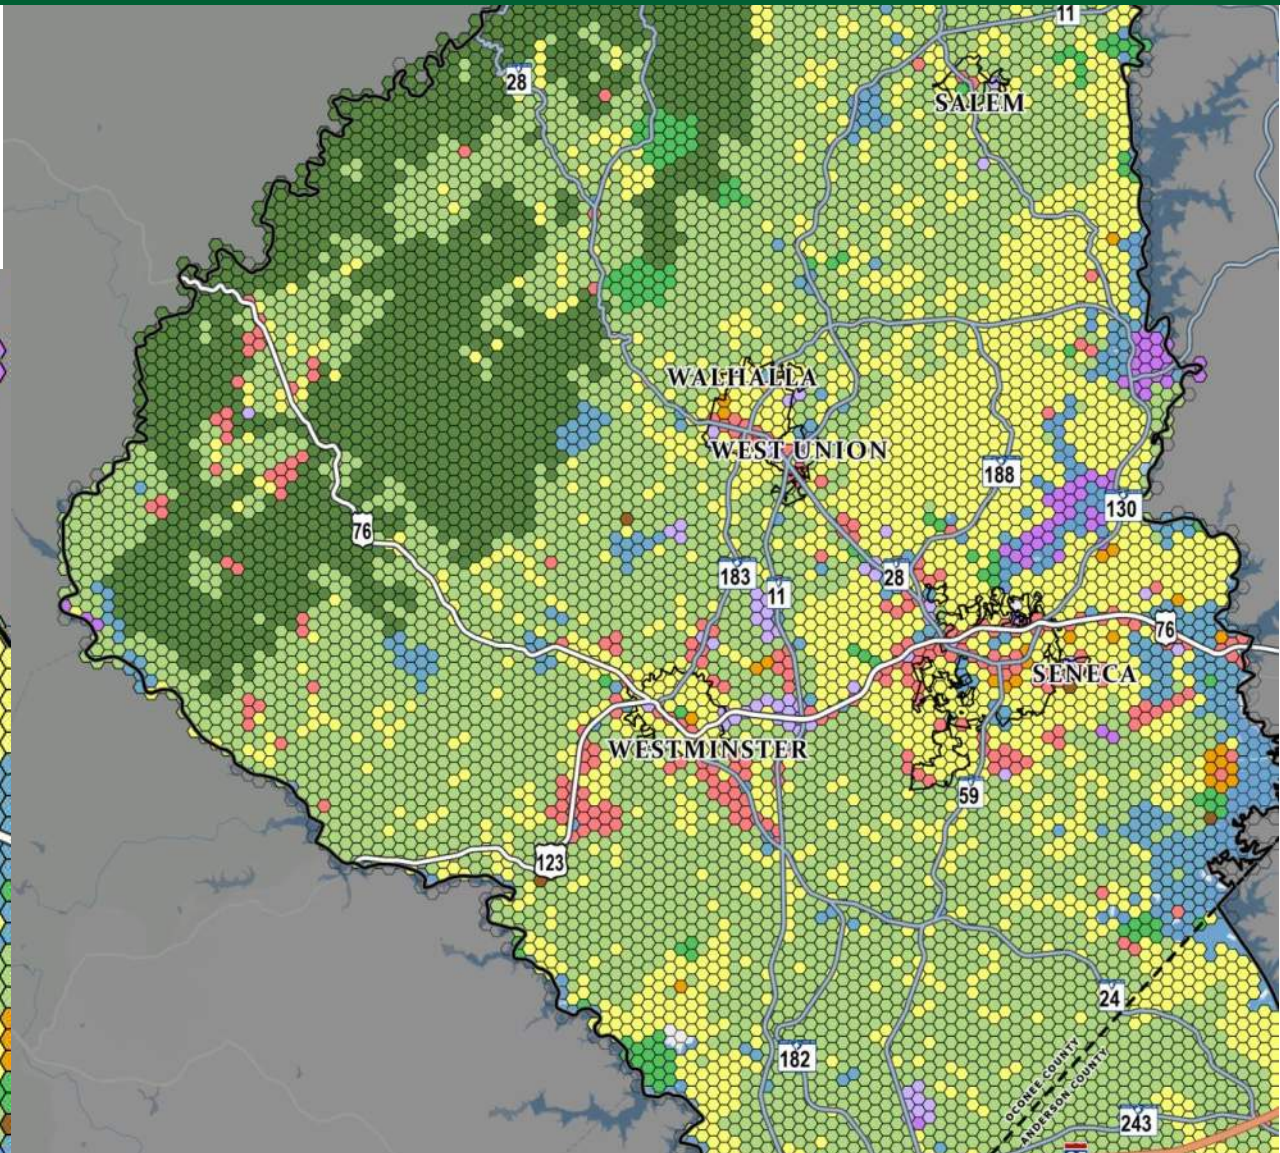 11
28
SALEM
WALHALLA
WEST UNION
188
130
76
183
28
11
76
SENECA
WESTMINSTER
59
123
24
182
OCONEE COUNTY
ANDERSON COUNTY
243